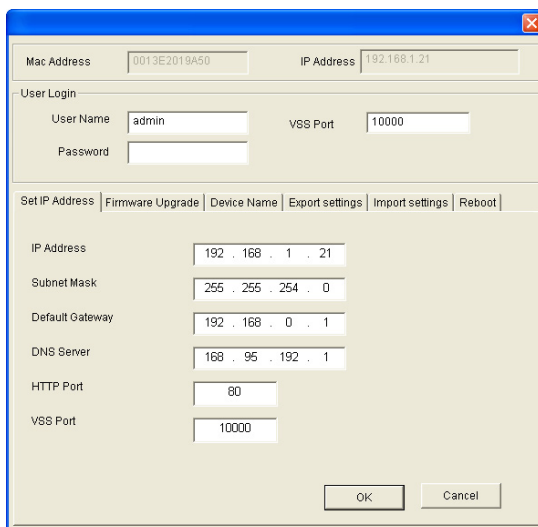 Mac Address 0013E2019A50 IP Address 192.168.1.21
User Login
User Name admin VSS Port 10000
Password
Set IP Address Firmware Upgrade Device Name Export settings Import settings Reboot
IP Address 192 . 168 . 1 . 21
Subnet Mask 255 . 255 . 254 . 0
Default Gateway 192 . 168 . 0 . 1
DNS Server 168 . 95 . 192 . 1
HTTP Port 80
VSS Port 10000
OK Cancel